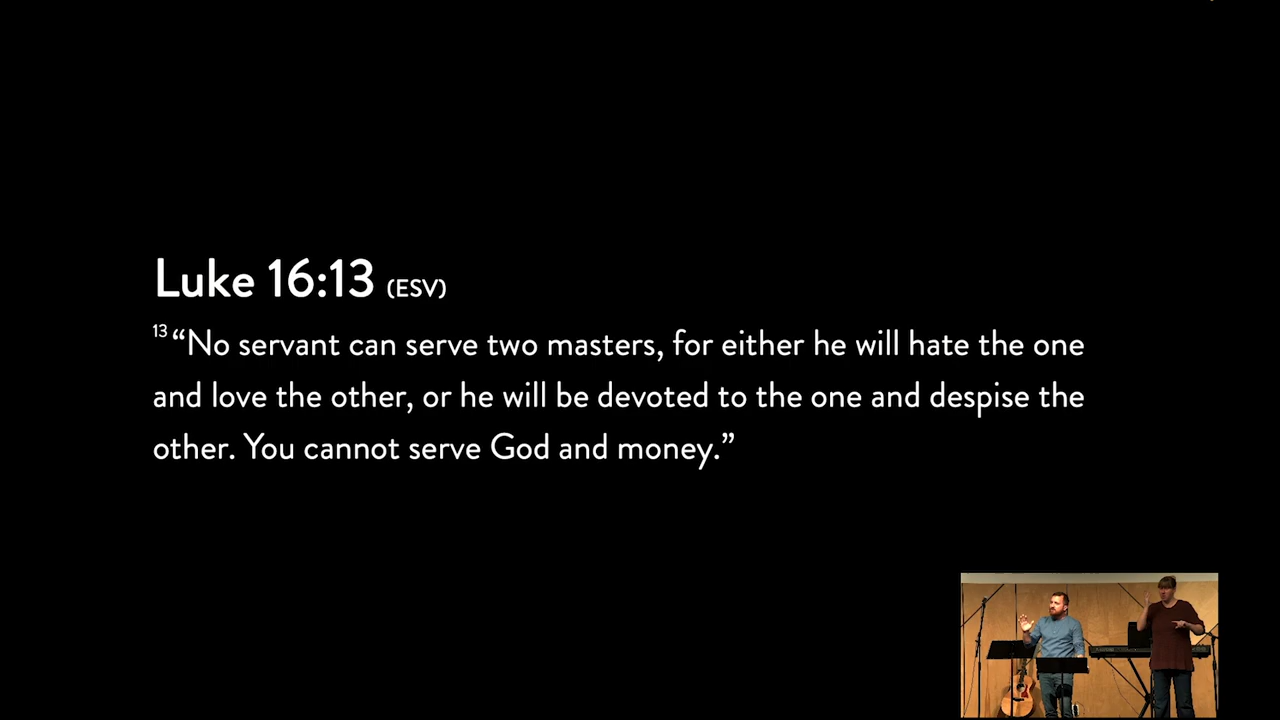 Luke 16:13 (ESV)
13 “No servant can serve two masters, for either he will hate the one
and love the other, or he will be devoted to the one and despise the
other. You cannot serve God and money.”